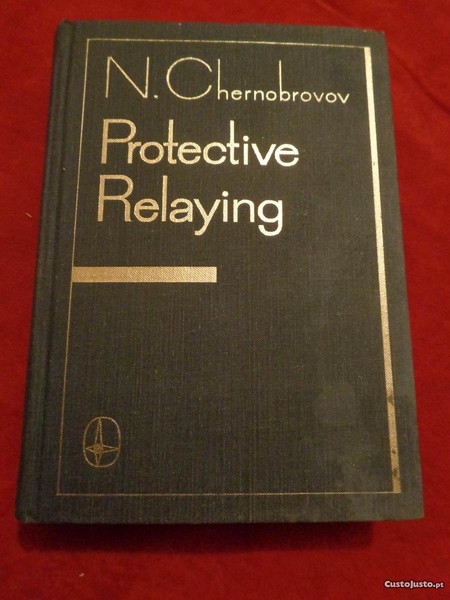 N. Chernobrovov
Protective
Relaying
CustoJusto.pt